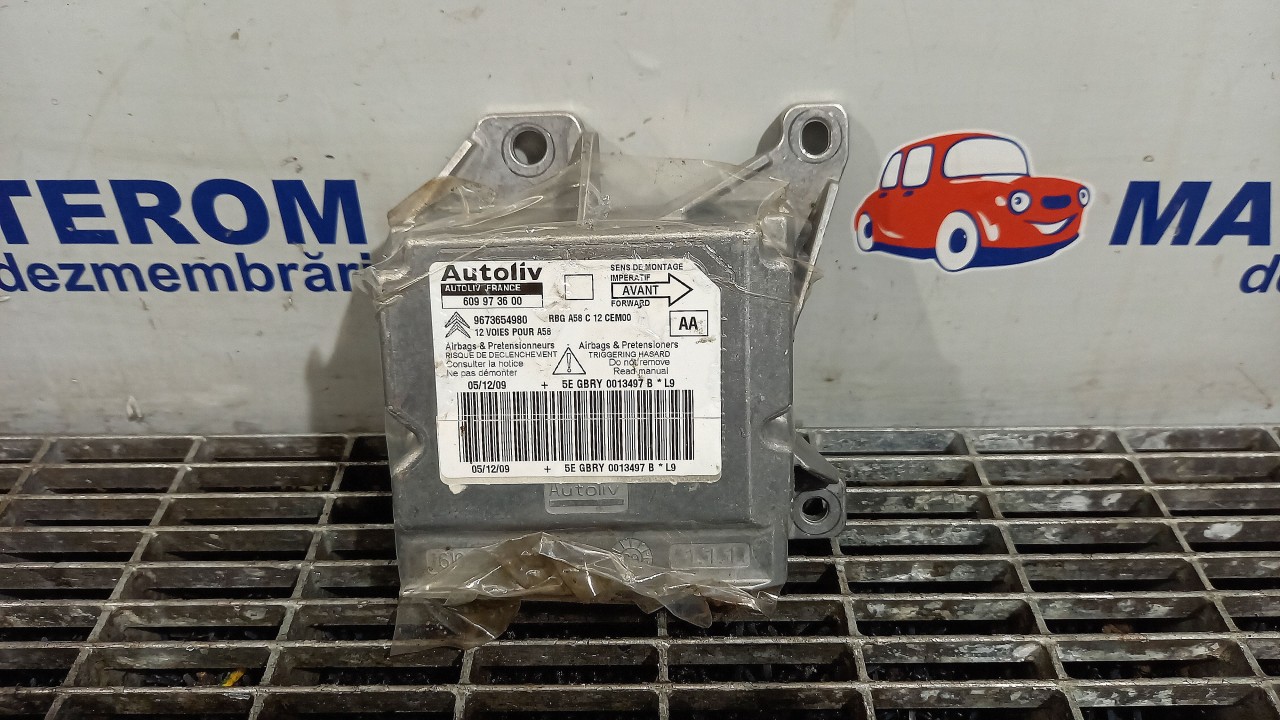 TEROM
dezmembrări
MA
de
Autoliv
AUTOLIV FRANCE
609 97 36 00
SENS DE MONTAGE
IMPERATIF
AVANT
FORWARD
9673654980 RBG A58 C 12 CEM00
12 VOIES POUR A58
AA
Airbags & Pretensionneurs
RISQUE DE DECLENCHEMENT
Consulter la notice
Ne pas démonter
Airbags & Pretensioners
TRIGGERING HASARD
Do not remove
Read manual
05/12/09 + 5E GBRY 0013497 B * L9
05/12/09 + 5E GBRY 0013497 B * L9
Autoliv
111